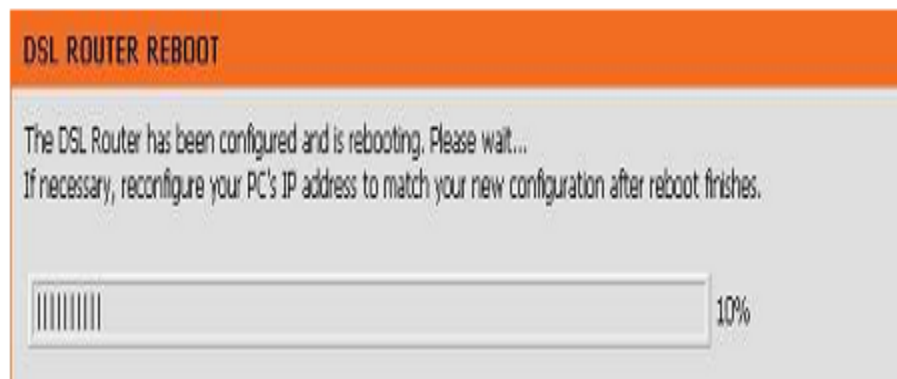 DSL ROUTER REBOOT
The DSL Router has been configured and is rebooting. Please wait...
If necessary, reconfigure your PC's IP address to match your new configuration after reboot finishes.
10%